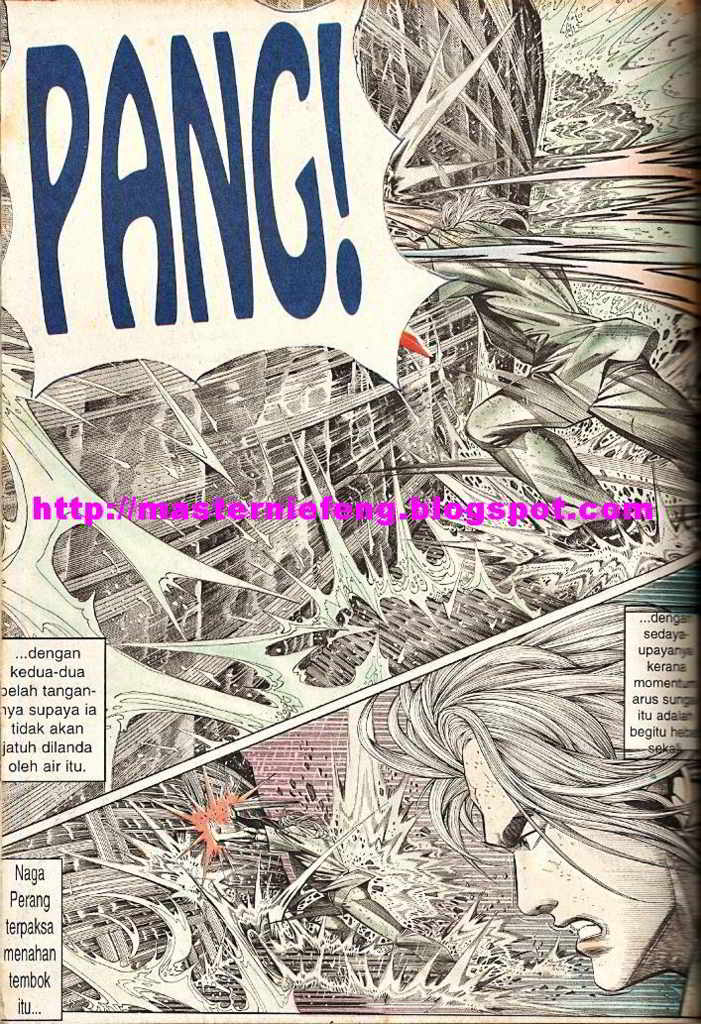 PANG!
http://masterniefeng.blogspot.com
...dengan
kedua-dua
belah tangan-
nya supaya ia
tidak akan
jatuh dilanda
oleh air itu.
...dengan
sedaya-
upayanya
kerana
momentum
arus sungai
itu adalah
begitu hebat
sekali.
Naga
Perang
terpaksa
menahan
tembok
itu...